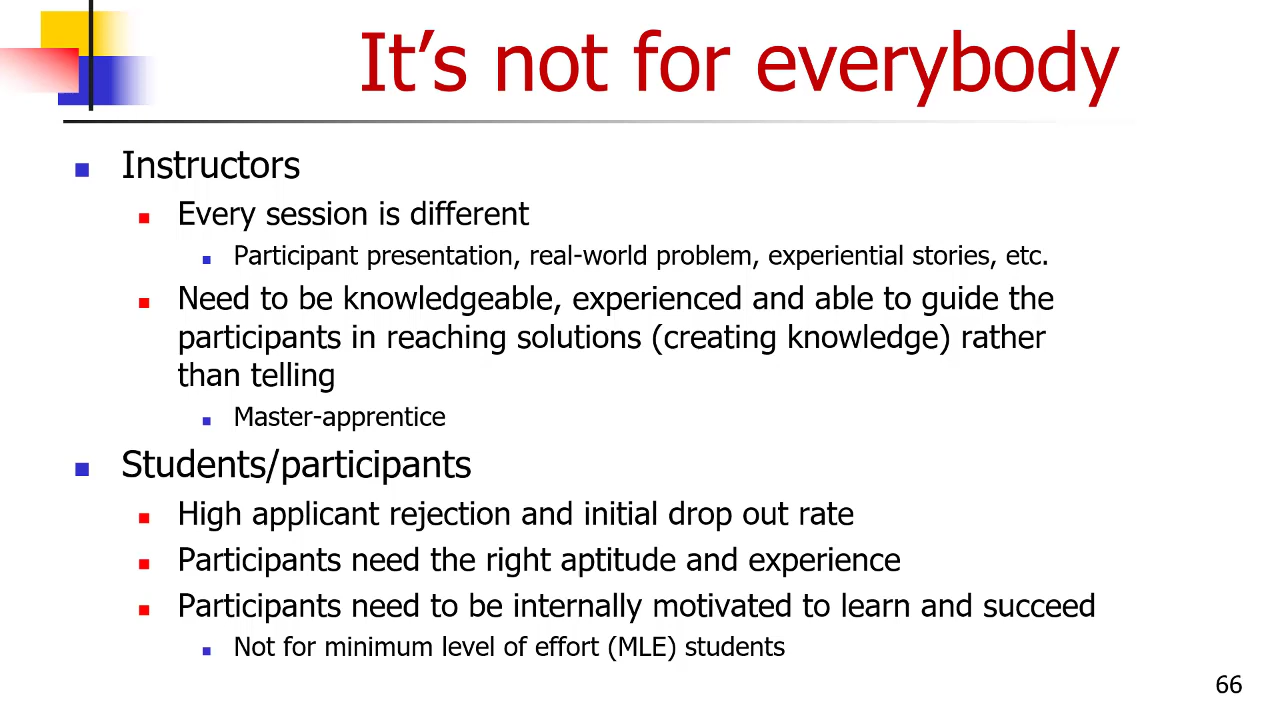 It’s not for everybody
Instructors
Every session is different
Participant presentation, real-world problem, experiential stories, etc.
Need to be knowledgeable, experienced and able to guide the
participants in reaching solutions (creating knowledge) rather
than telling
Master-apprentice
Students/participants
High applicant rejection and initial drop out rate
Participants need the right aptitude and experience
Participants need to be internally motivated to learn and succeed
Not for minimum level of effort (MLE) students
66